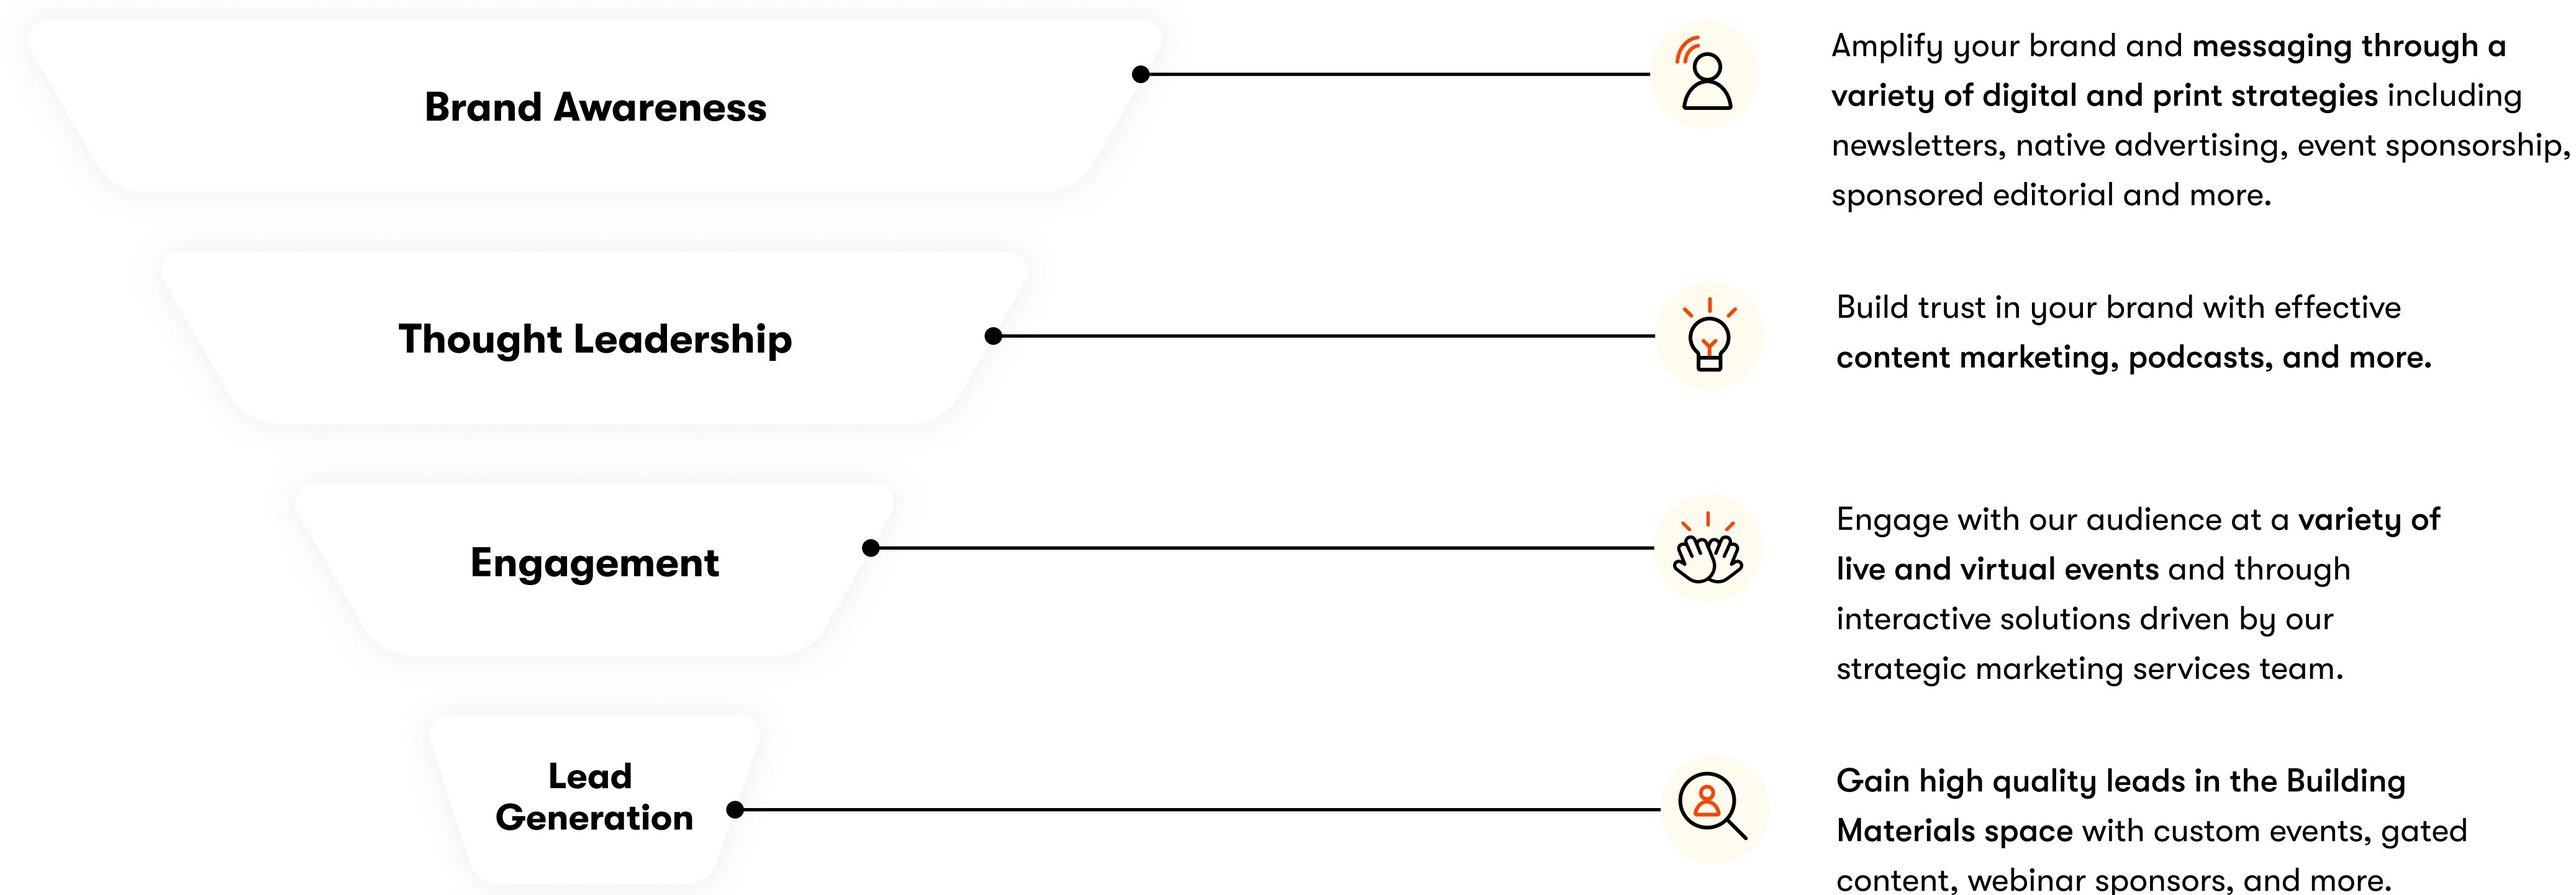 Brand Awareness
Amplify your brand and messaging through a
variety of digital and print strategies including
newsletters, native advertising, event sponsorship,
sponsored editorial and more.
Thought Leadership
Build trust in your brand with effective
content marketing, podcasts, and more.
Engagement
Engage with our audience at a variety of
live and virtual events and through
interactive solutions driven by our
strategic marketing services team.
Lead
Generation
Gain high quality leads in the Building
Materials space with custom events, gated
content, webinar sponsors, and more.